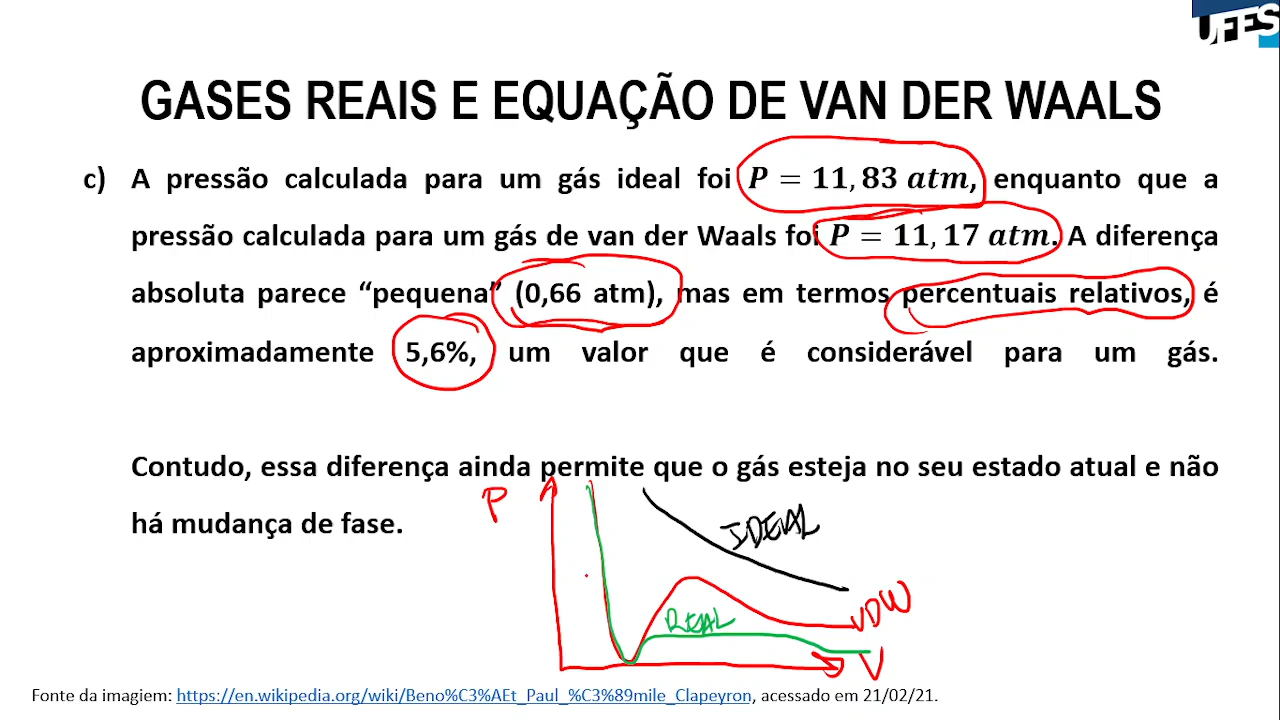 UFES
GASES REAIS E EQUAÇÃO DE VAN DER WAALS
c) A pressão calculada para um gás ideal foi P = 11,83 atm, enquanto que a
pressão calculada para um gás de van der Waals foi P = 11,17 atm. A diferença
absoluta parece “pequena” (0,66 atm), mas em termos percentuais relativos, é
aproximadamente 5,6%, um valor que é considerável para um gás.
Contudo, essa diferença ainda permite que o gás esteja no seu estado atual e não
há mudança de fase.
P
IDEAL
VDW
REAL
V
Fonte da imagiem: https://en.wikipedia.org/wiki/Beno%C3%AEt_Paul_%C3%89mile_Clapeyron, acessado em 21/02/21.